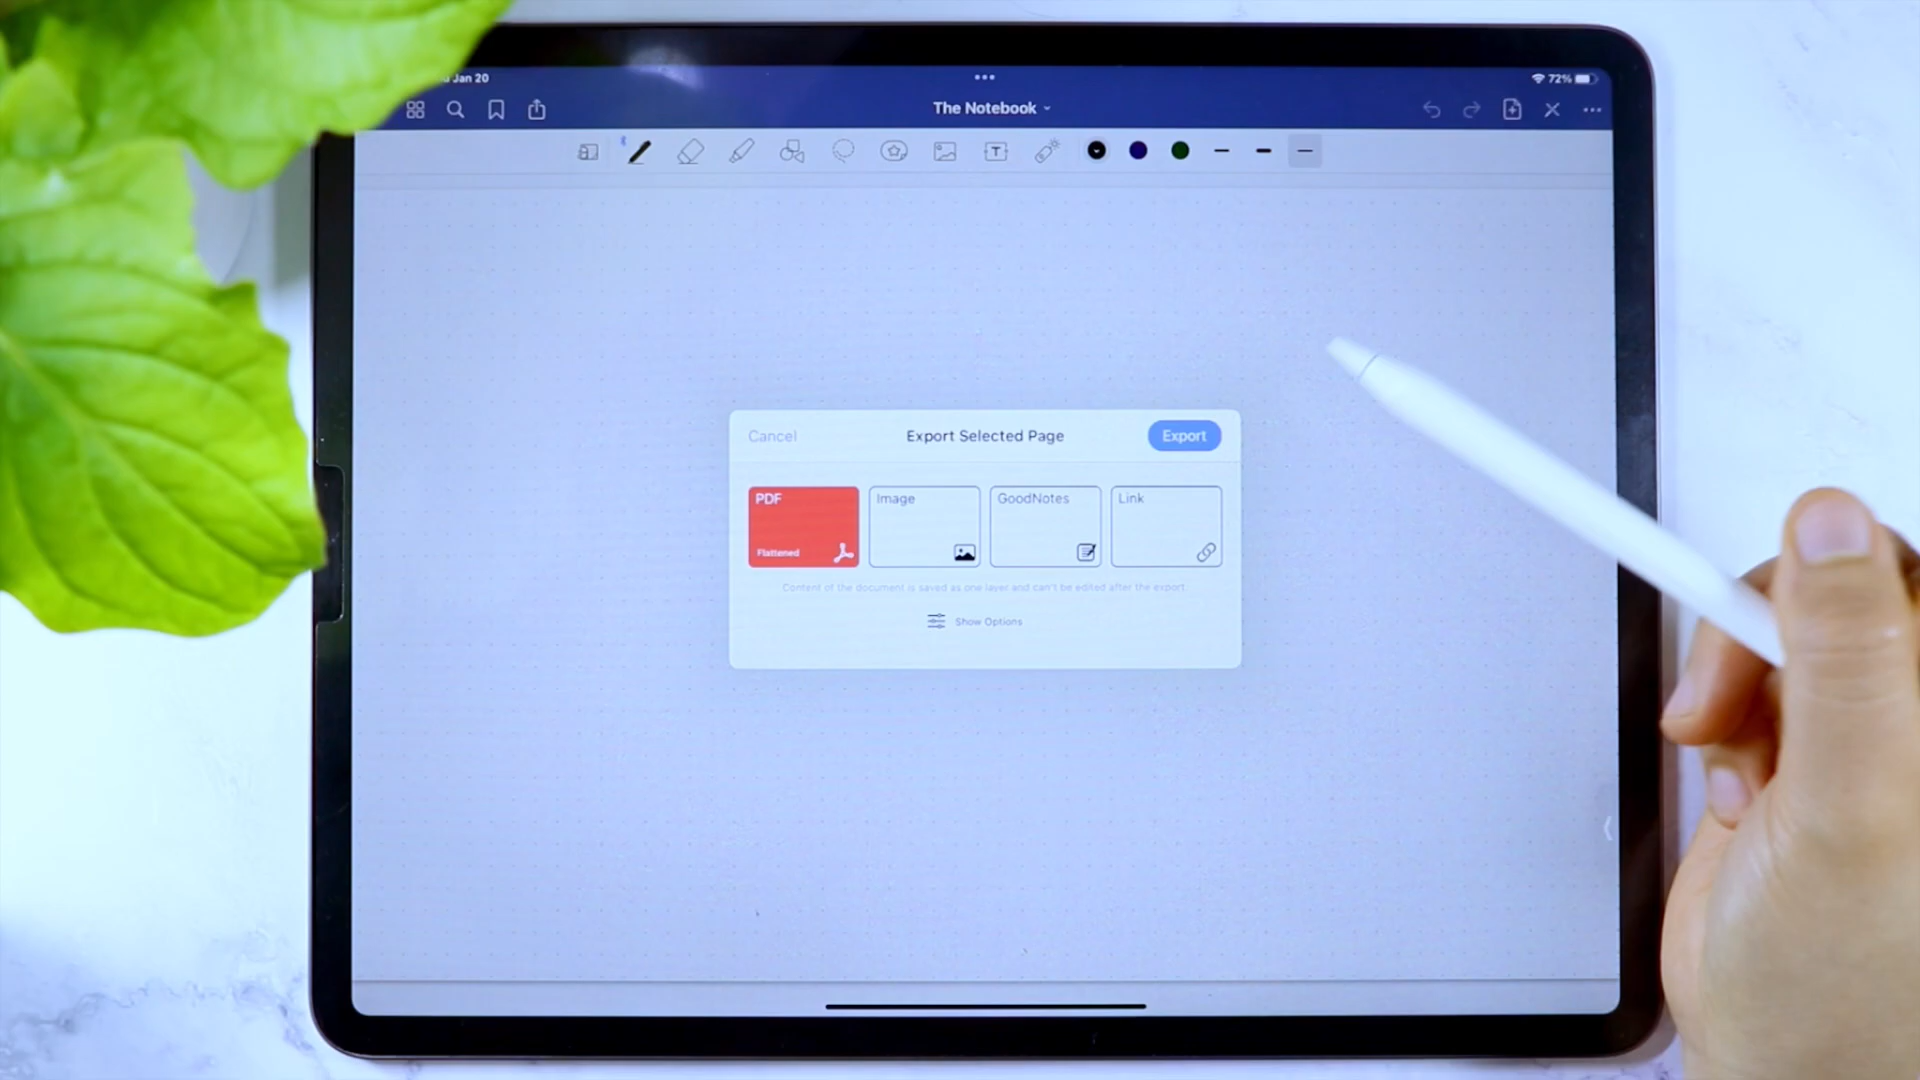 Jan 20
72%
The Notebook
T
Cancel
Export Selected Page
Export
PDF
Flattened
Image
GoodNotes
Link
Content of the document is saved as one layer and can't be edited after the export.
Show Options